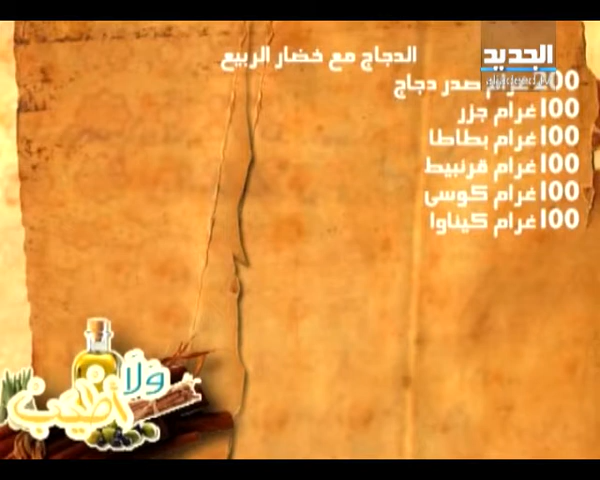 الجديد
الدجاج مع خضار الربيع
200 غرام صدر دجاج
100 غرام جزر
100 غرام بطاطا
100 غرام قرنبيط
100 غرام كوسى
100 غرام كيناوا
ولا
أطيب